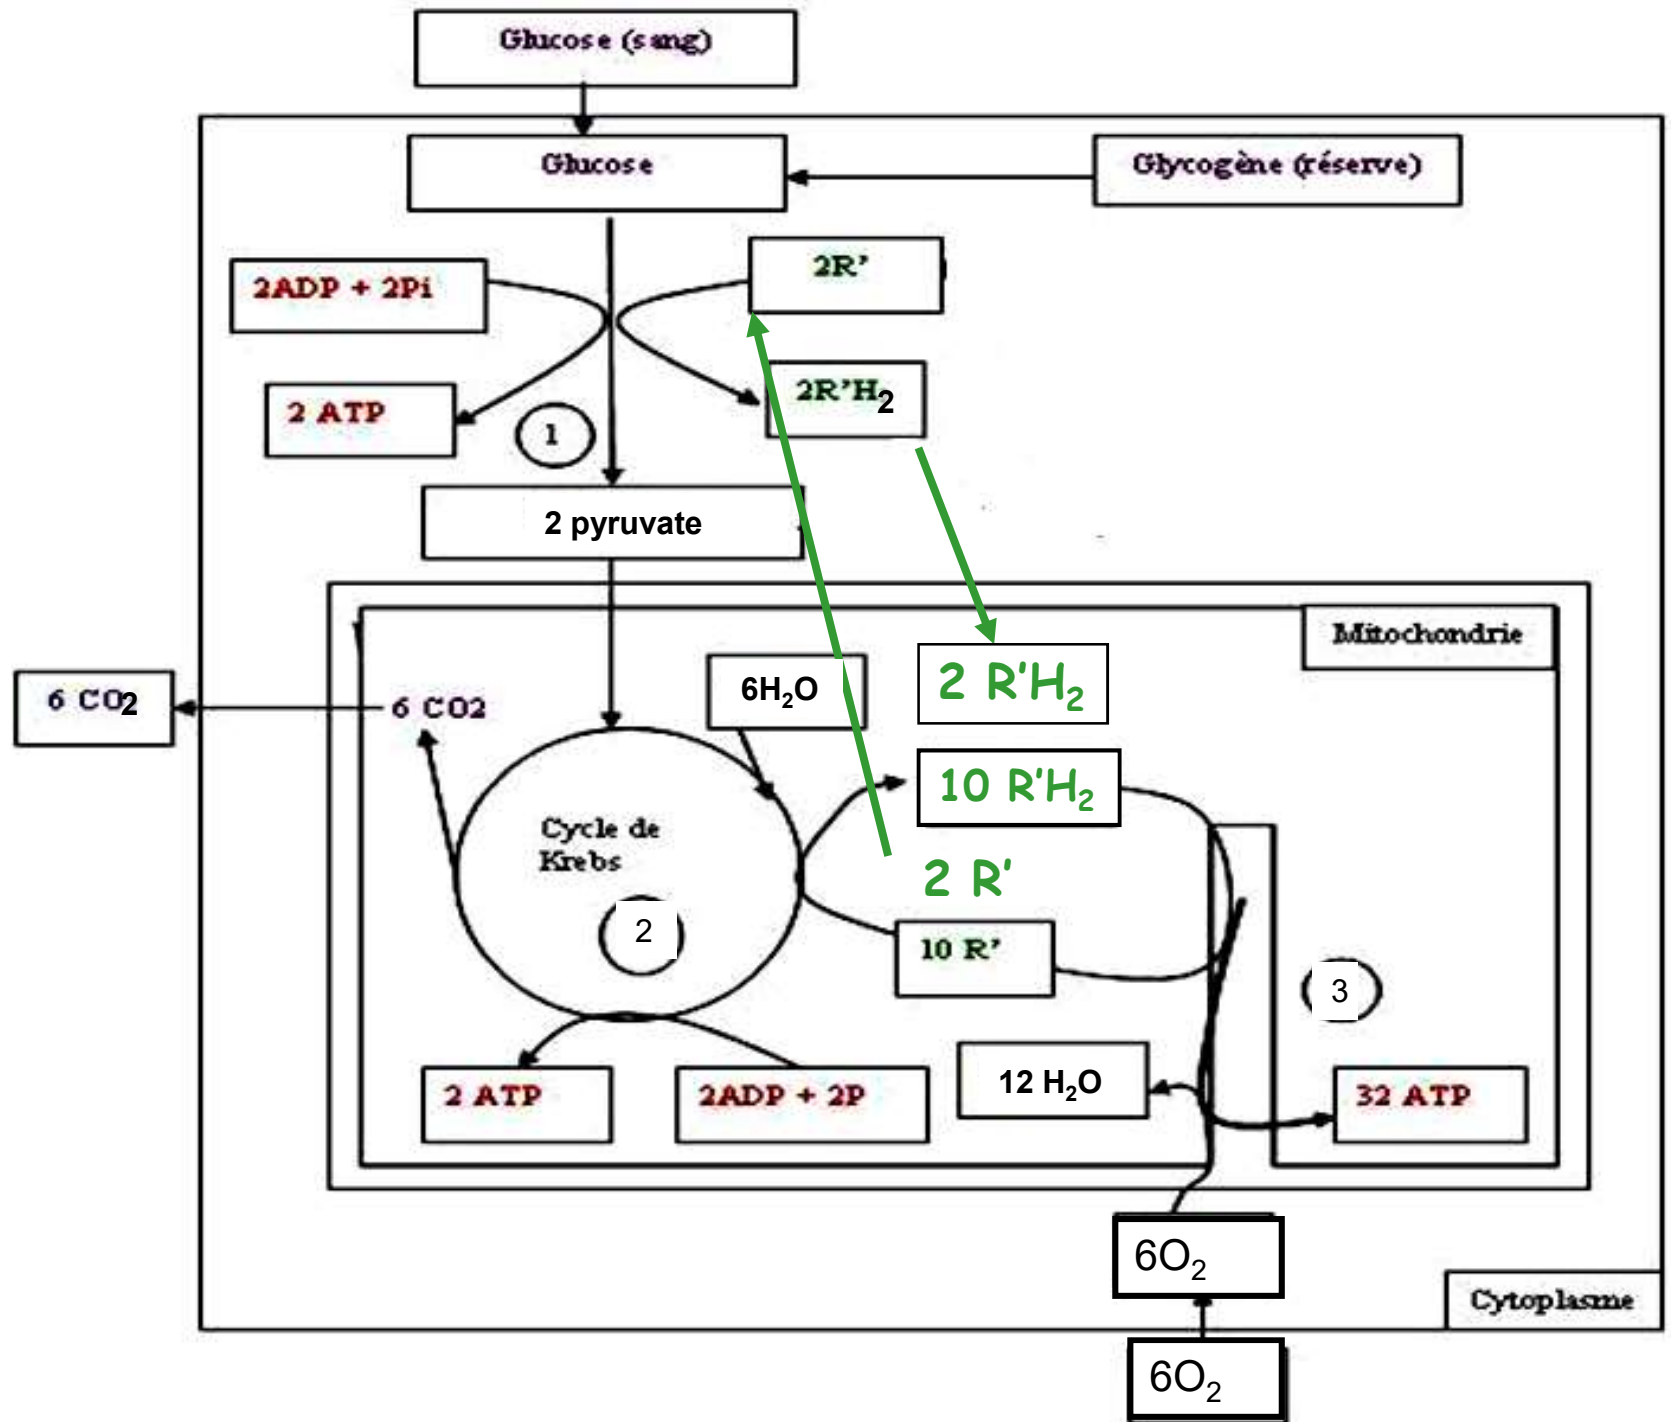 Glucose (sang)
Glucose
Glycogène (réserve)
2ADP + 2Pi
2R'
2 ATP
2R'H2
1
2 pyruvate
Mitochondrie
6 CO2
6 CO2
6H₂O
2 R'H₂
10 R'H₂
Cycle de
Krebs
2 R'
2
10 R'
3
2 ATP
2ADP + 2P
12 H₂O
32 ATP
6O₂
Cytoplasme
6O₂